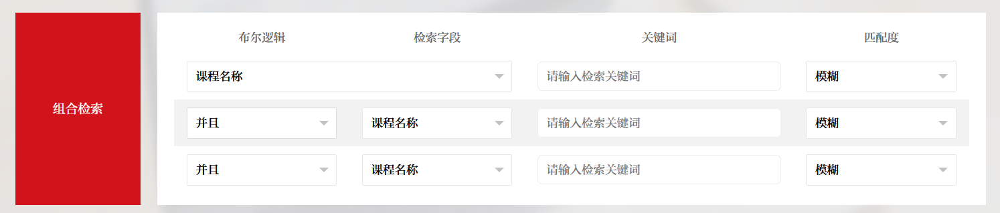 组合检索
布尔逻辑 检索字段 关键词 匹配度
课程名称 请输入检索关键词 模糊
并且 课程名称 请输入检索关键词 模糊
并且 课程名称 请输入检索关键词 模糊